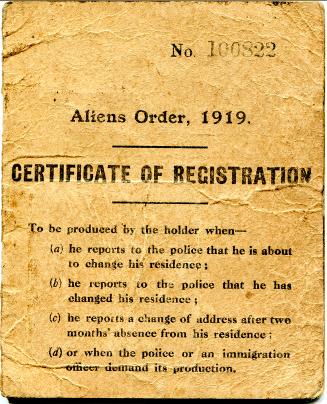 No. 100822
Aliens Order, 1919.
CERTIFICATE OF REGISTRATION
To be produced by the holder when—
(a) he reports to the police that he is about
to change his residence ;
(b) he reports to the police that he has
changed his residence ;
(c) he reports a change of address after two
months' absence from his residence ;
(d) or when the police or an immigration
officer demand its production.